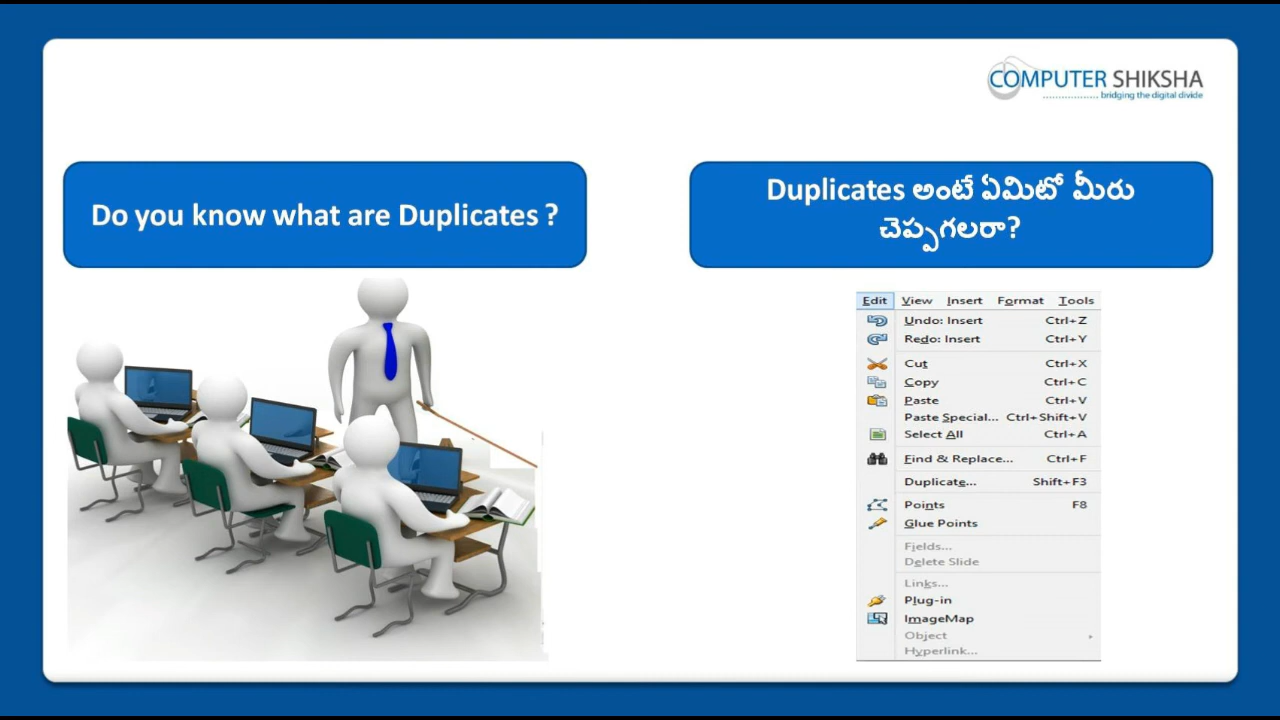 COMPUTER SHIKSHA
bridging the digital divide
Do you know what are Duplicates ?
Duplicates అంటే ఏమిటో మీరు
చెప్పగలరా?
Edit View Insert Format Tools
Undo: Insert Ctrl+Z
Redo: Insert Ctrl+Y
Cut Ctrl+X
Copy Ctrl+C
Paste Ctrl+V
Paste Special... Ctrl+Shift+V
Select All Ctrl+A
Find & Replace... Ctrl+F
Duplicate... Shift+F3
Points F8
Glue Points
Fields...
Delete Slide
Links...
Plug-in
ImageMap
Object
Hyperlink...